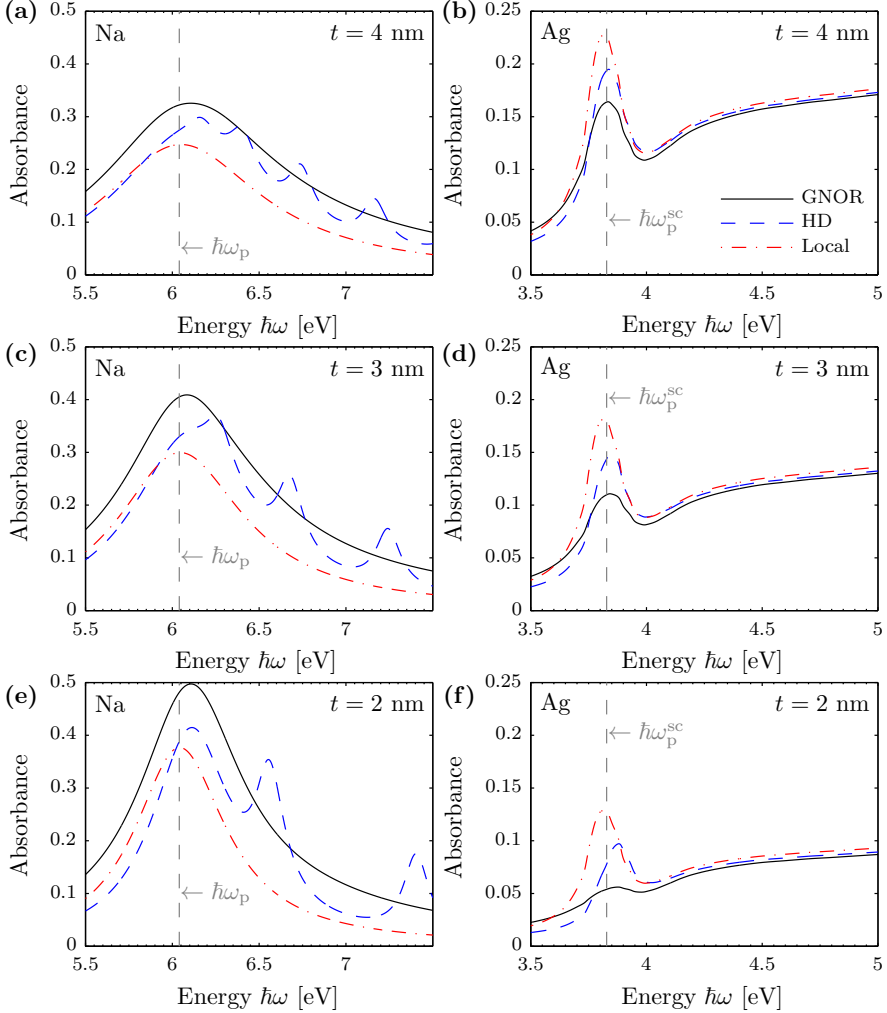 (a) Na t = 4 nm
0.5
0.4
0.3
0.2
0.1
0
Absorbance
← ħωp
5.5 6 6.5 7
Energy ħω [eV]
(b) Ag t = 4 nm
0.25
0.2
0.15
0.1
0.05
0
Absorbance
← ħωp^sc
GNOR
HD
Local
3.5 4 4.5 5
Energy ħω [eV]
(c) Na t = 3 nm
0.5
0.4
0.3
0.2
0.1
0
Absorbance
← ħωp
5.5 6 6.5 7
Energy ħω [eV]
(d) Ag t = 3 nm
0.25
0.2
0.15
0.1
0.05
0
Absorbance
← ħωp^sc
3.5 4 4.5 5
Energy ħω [eV]
(e) Na t = 2 nm
0.5
0.4
0.3
0.2
0.1
0
Absorbance
← ħωp
5.5 6 6.5 7
Energy ħω [eV]
(f) Ag t = 2 nm
0.25
0.2
0.15
0.1
0.05
0
Absorbance
← ħωp^sc
3.5 4 4.5 5
Energy ħω [eV]